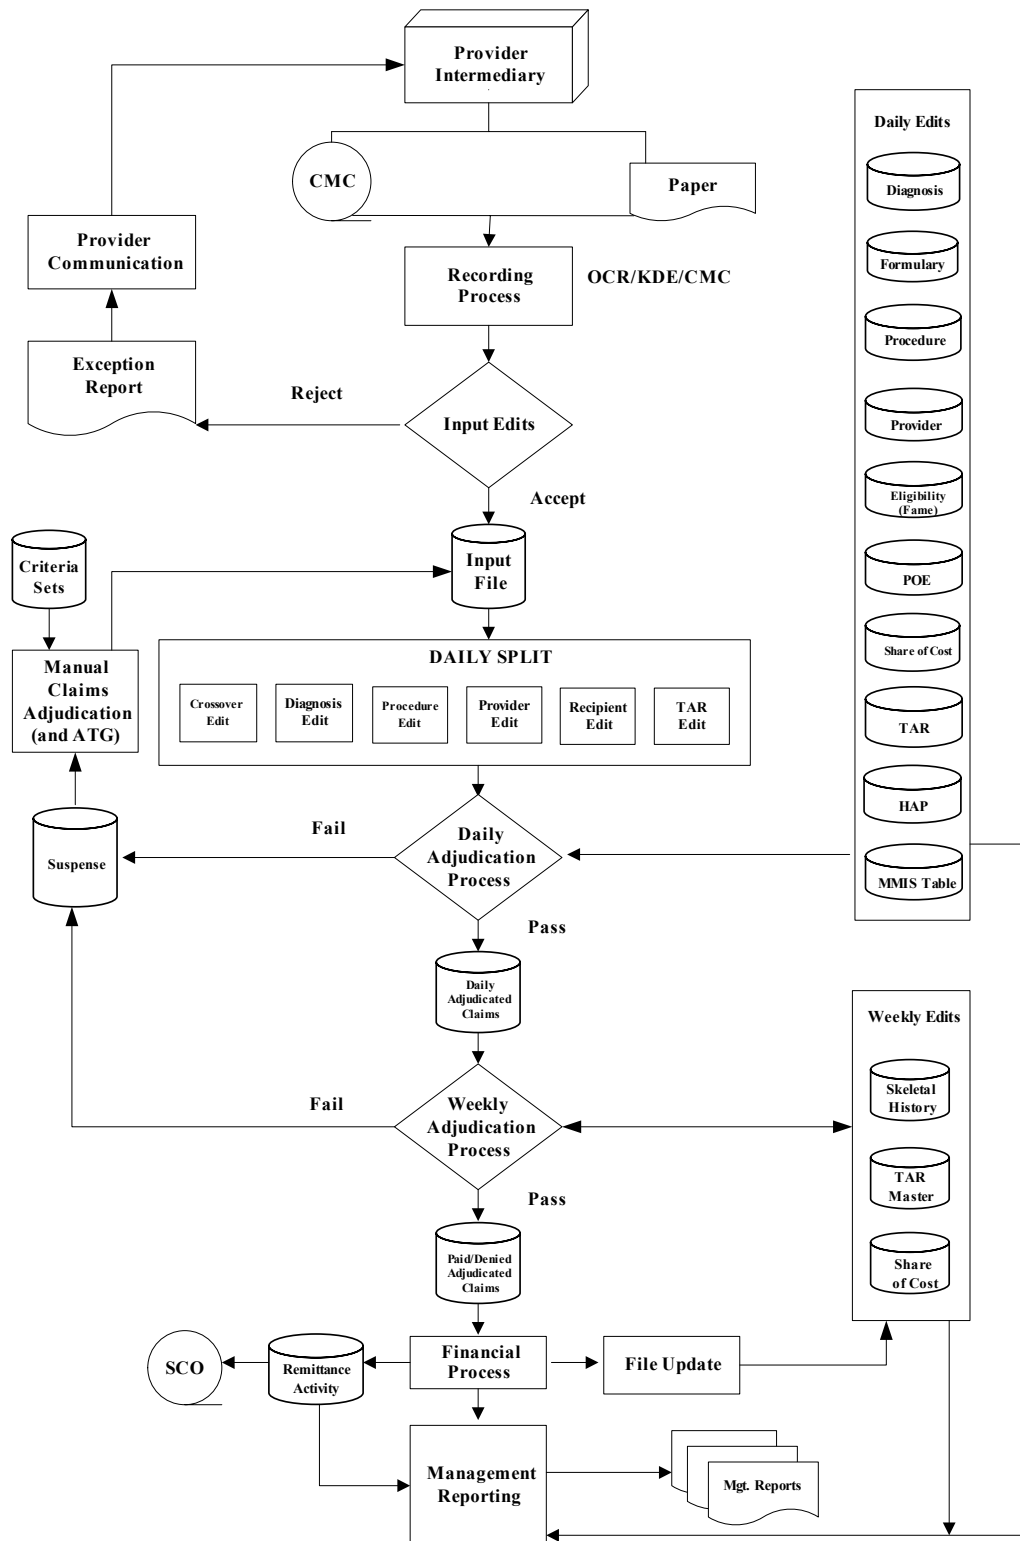 Provider
Intermediary
CMC
Paper
Provider
Communication
Recording
Process
OCR/KDE/CMC
Exception
Report
Reject
Input Edits
Accept
Criteria
Sets
Input
File
Manual
Claims
Adjudication
(and ATG)
DAILY SPLIT
Crossover
Edit
Diagnosis
Edit
Procedure
Edit
Provider
Edit
Recipient
Edit
TAR
Edit
Suspense
Fail
Daily
Adjudication
Process
Pass
Daily
Adjudicated
Claims
Fail
Weekly
Adjudication
Process
Pass
Paid/Denied
Adjudicated
Claims
SCO
Remittance
Activity
Financial
Process
File Update
Management
Reporting
Mgt. Reports
Daily Edits
Diagnosis
Formulary
Procedure
Provider
Eligibility
(Fame)
POE
Share of Cost
TAR
HAP
MMIS Table
Weekly Edits
Skeletal
History
TAR
Master
Share
of Cost